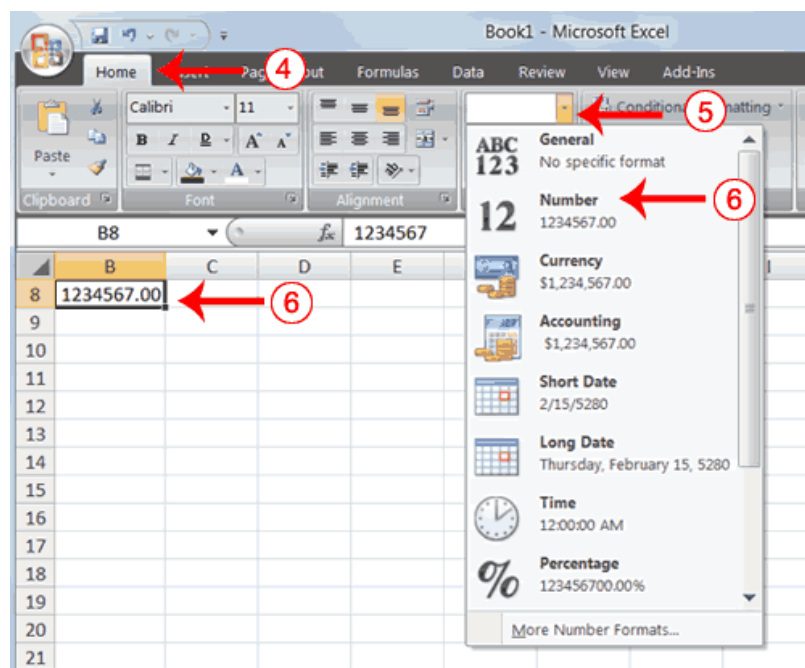 Book1 - Microsoft Excel
Home Insert Page Layout Formulas Data Review View Add-Ins
4
Calibri 11
5
Paste
B I U A A A
Clipboard Font Alignment
B8 fx 1234567
B C D E I
8 1234567.00
6
9
10
11
12
13
14
15
16
17
18
19
20
21
ABC 123
General
No specific format
12
Number
1234567.00
6
Currency
$1,234,567.00
Accounting
$1,234,567.00
Short Date
2/15/5280
Long Date
Thursday, February 15, 5280
Time
12:00:00 AM
%
Percentage
123456700.00%
More Number Formats...